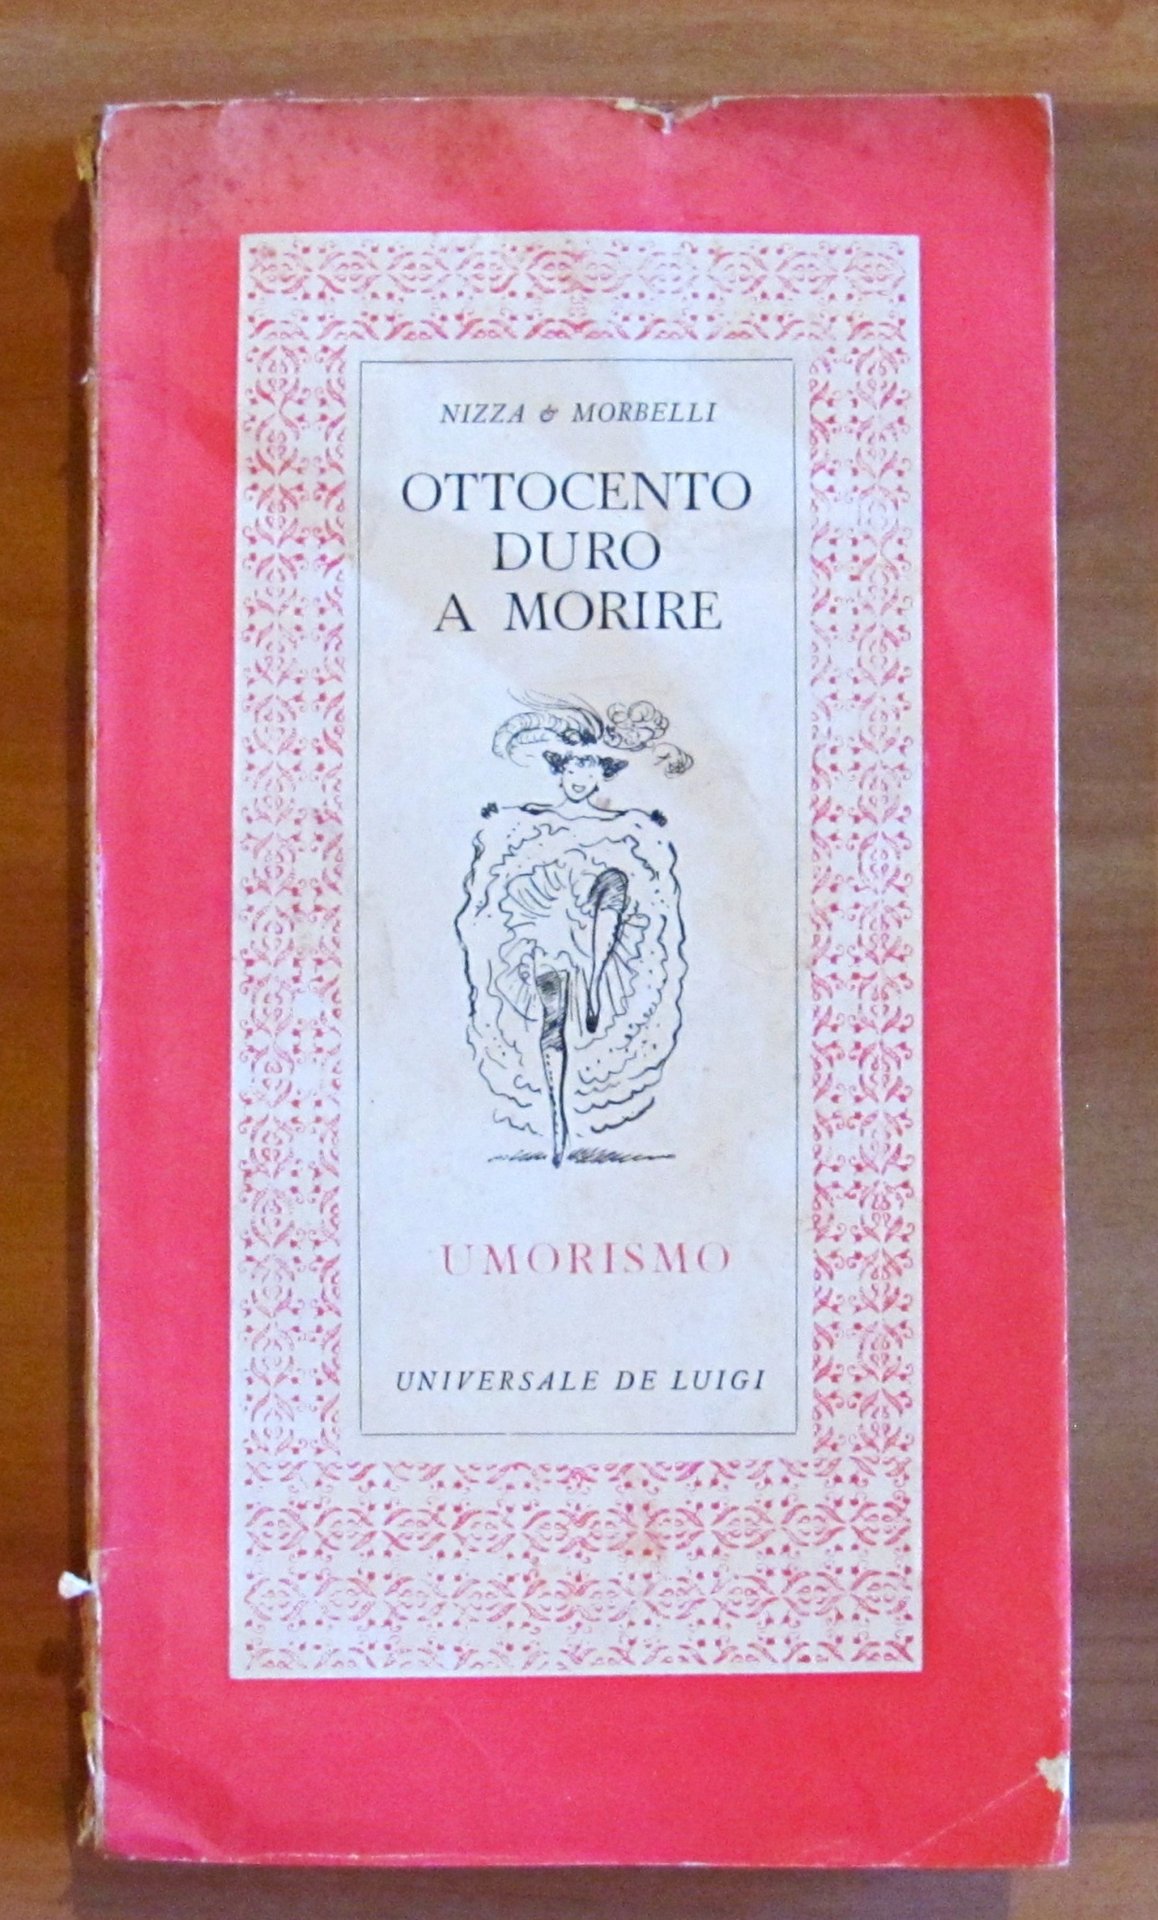 NIZZA & MORBELLI
OTTOCENTO
DURO
A MORIRE
UMORISMO
UNIVERSALE DE LUIGI